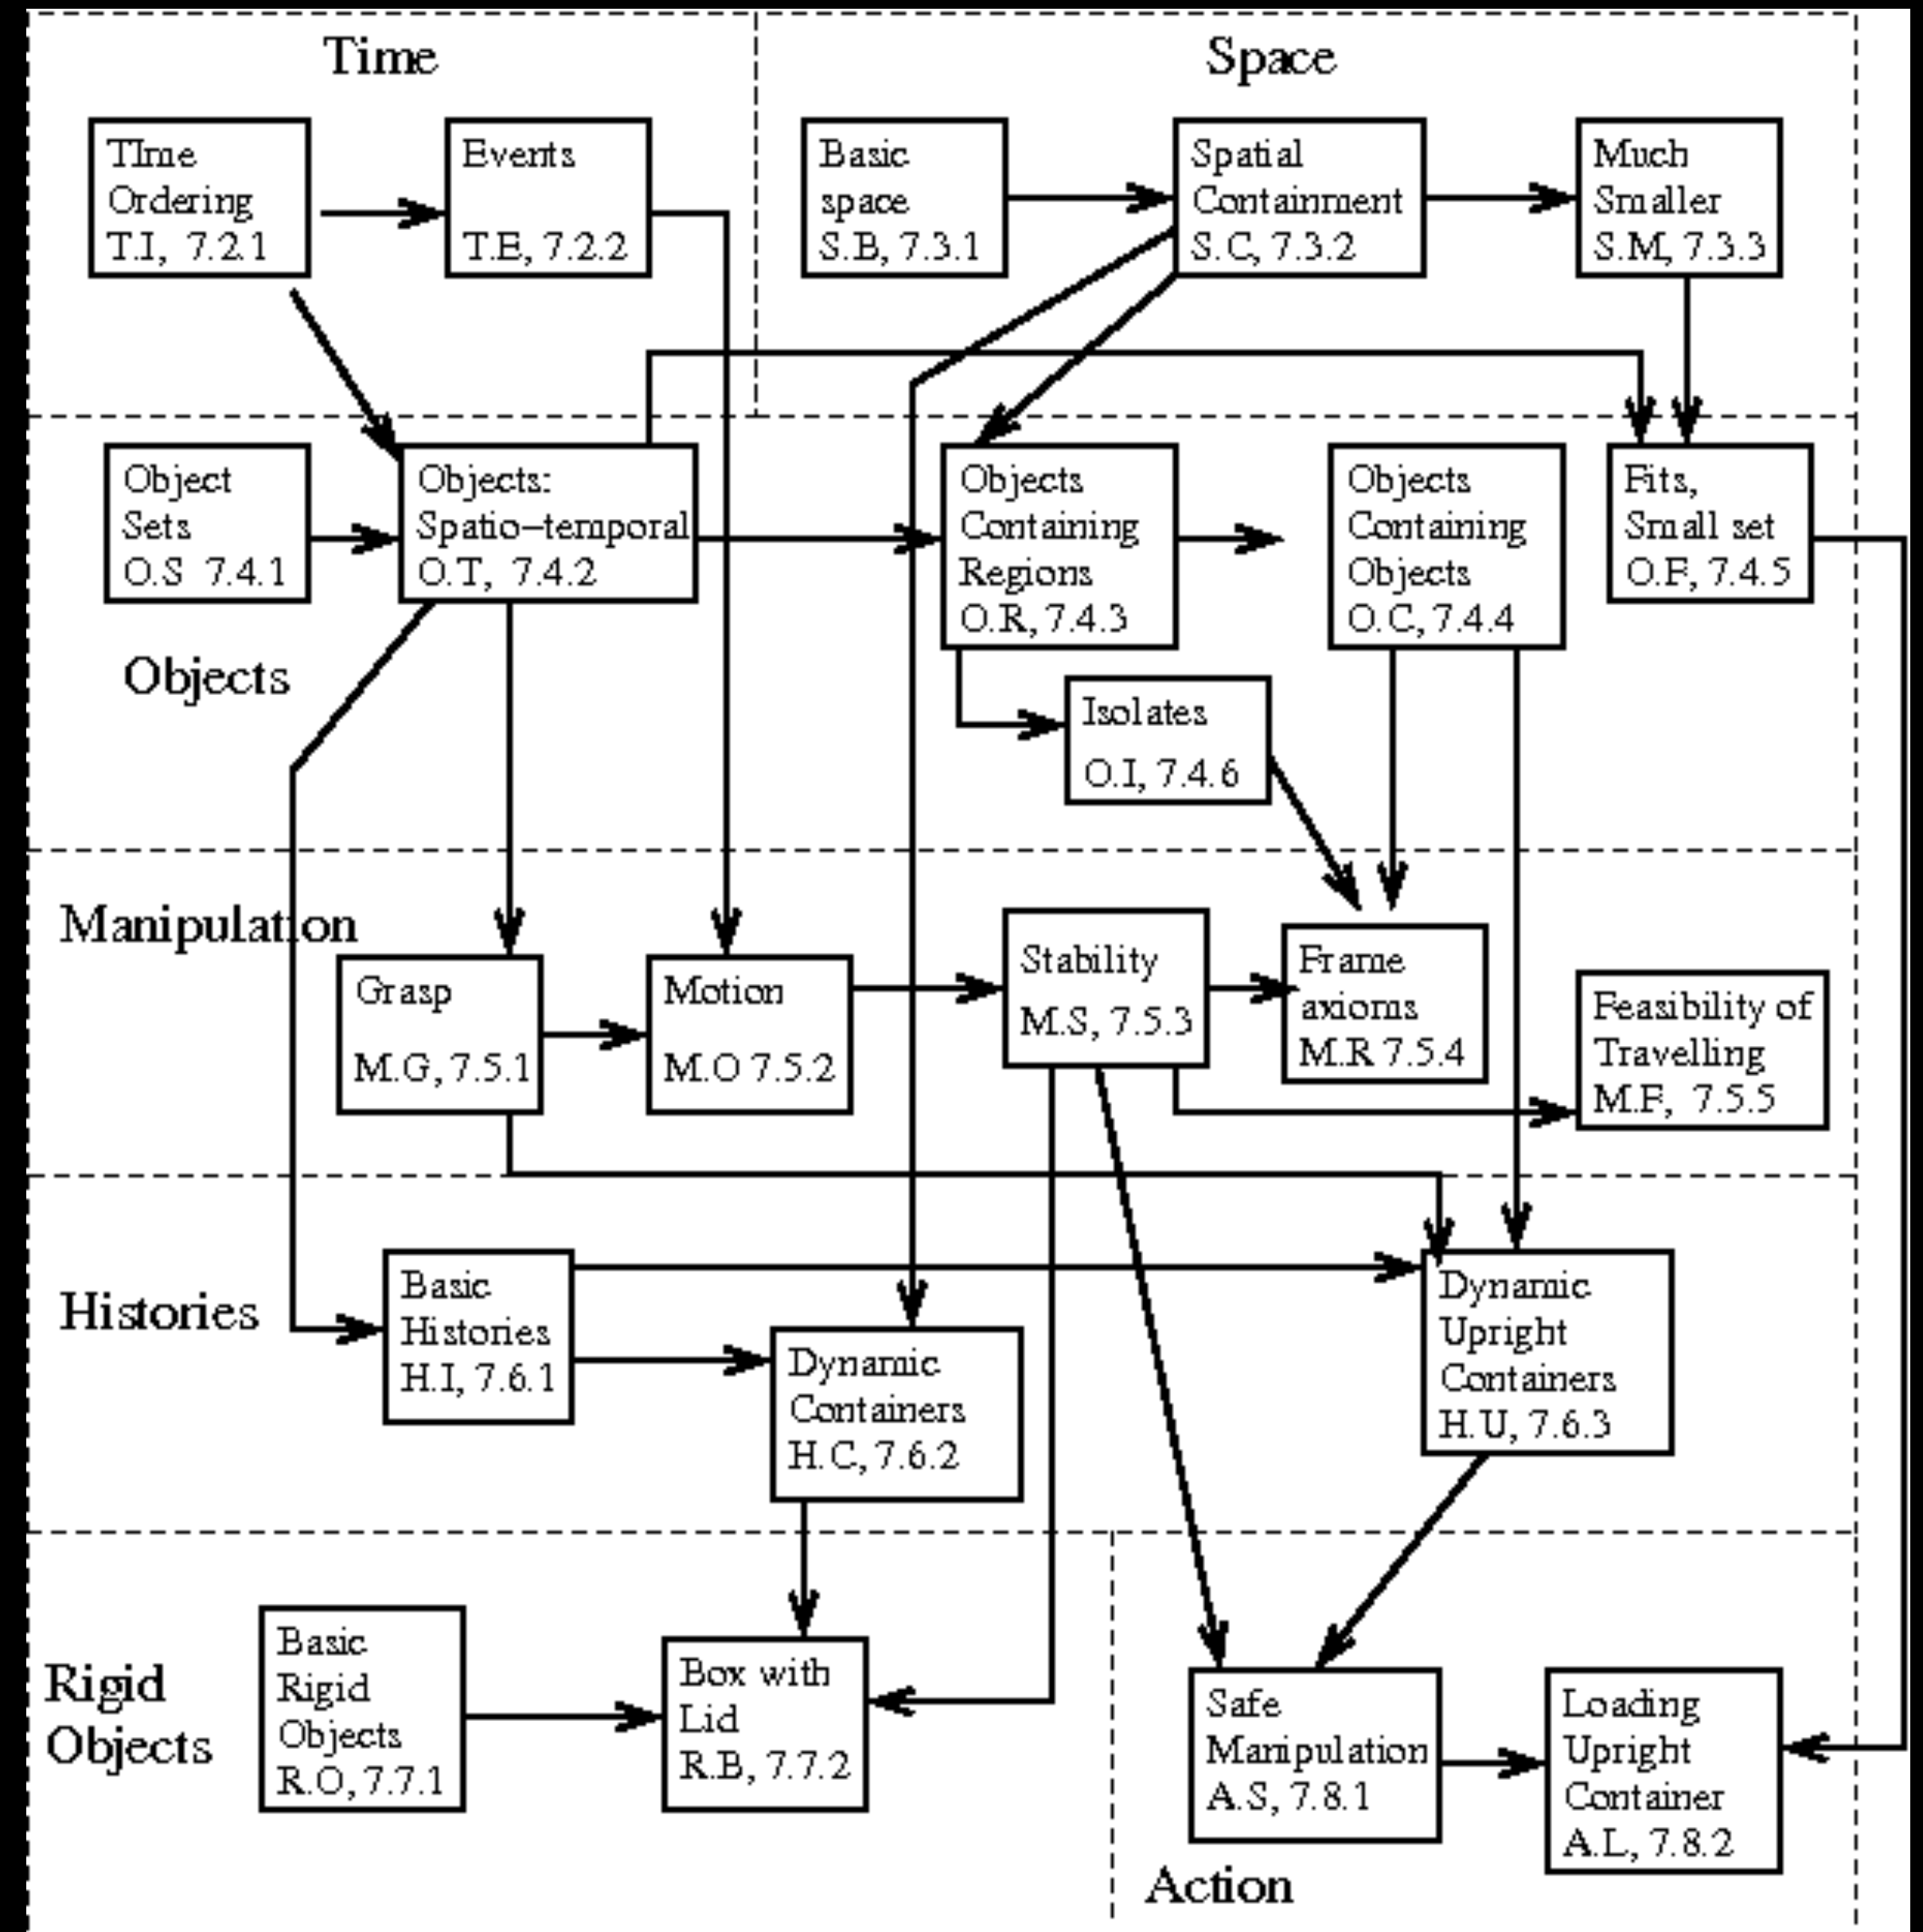 Time
Space
TIme
Ordering
T.I, 7.2.1
Events
T.E, 7.2.2
Basic
space
S.B, 7.3.1
Spatial
Containment
S.C, 7.3.2
Much
Smaller
S.M, 7.3.3
Object
Sets
O.S 7.4.1
Objects:
Spatio-temporal
O.T, 7.4.2
Objects
Containing
Regions
O.R, 7.4.3
Objects
Containing
Objects
O.C, 7.4.4
Fits,
Small set
O.F, 7.4.5
Objects
Isolates
O.I, 7.4.6
Manipulation
Grasp
M.G, 7.5.1
Motion
M.O 7.5.2
Stability
M.S, 7.5.3
Frame
axioms
M.R 7.5.4
Feasibility of
Travelling
M.F, 7.5.5
Histories
Basic
Histories
H.I, 7.6.1
Dynamic
Containers
H.C, 7.6.2
Dynamic
Upright
Containers
H.U, 7.6.3
Rigid
Objects
Basic
Rigid
Objects
R.O, 7.7.1
Box with
Lid
R.B, 7.7.2
Safe
Manipulation
A.S, 7.8.1
Loading
Upright
Container
A.L, 7.8.2
Action